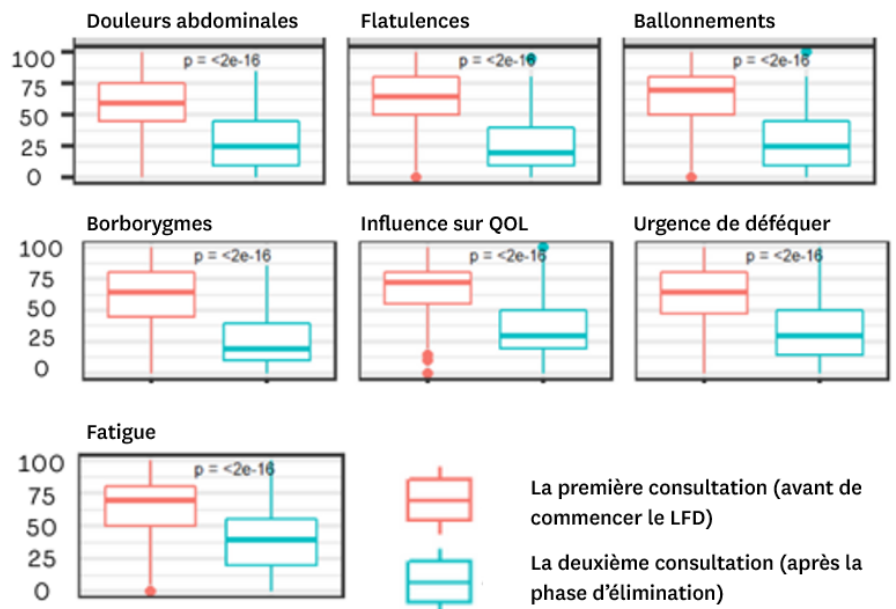 Douleurs abdominales
Flatulences
Ballonnements
100
75
50
25
0
p = <2e-16
p = <2e-16
p = <2e-16
Borborygmes
Influence sur QOL
Urgence de déféquer
100
75
50
25
0
p = <2e-16
p = <2e-16
p = <2e-16
Fatigue
100
75
50
25
0
p = <2e-16
La première consultation (avant de
commencer le LFD)
La deuxième consultation (après la
phase d'élimination)